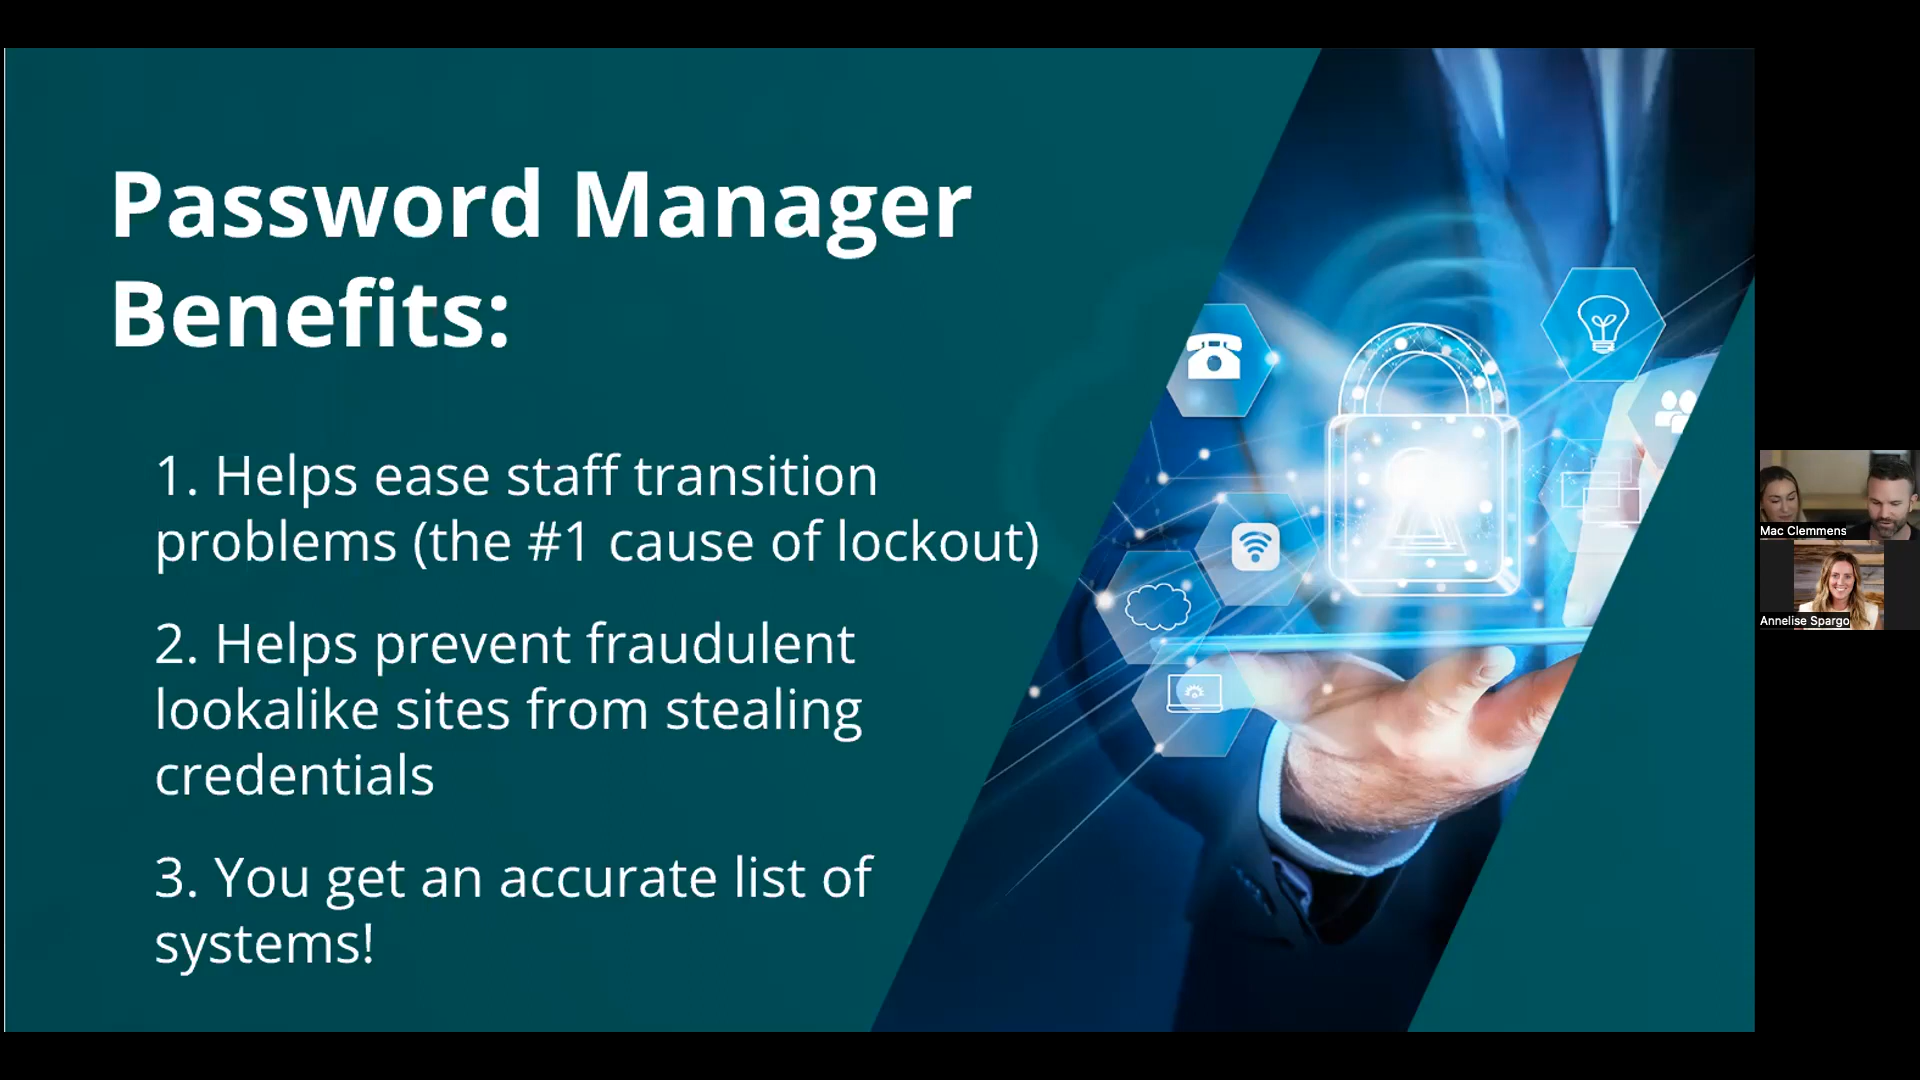 Password Manager
Benefits:
1. Helps ease staff transition
problems (the #1 cause of lockout)
2. Helps prevent fraudulent
lookalike sites from stealing
credentials
3. You get an accurate list of
systems!
Mac Clemmens
Annelise Spargo